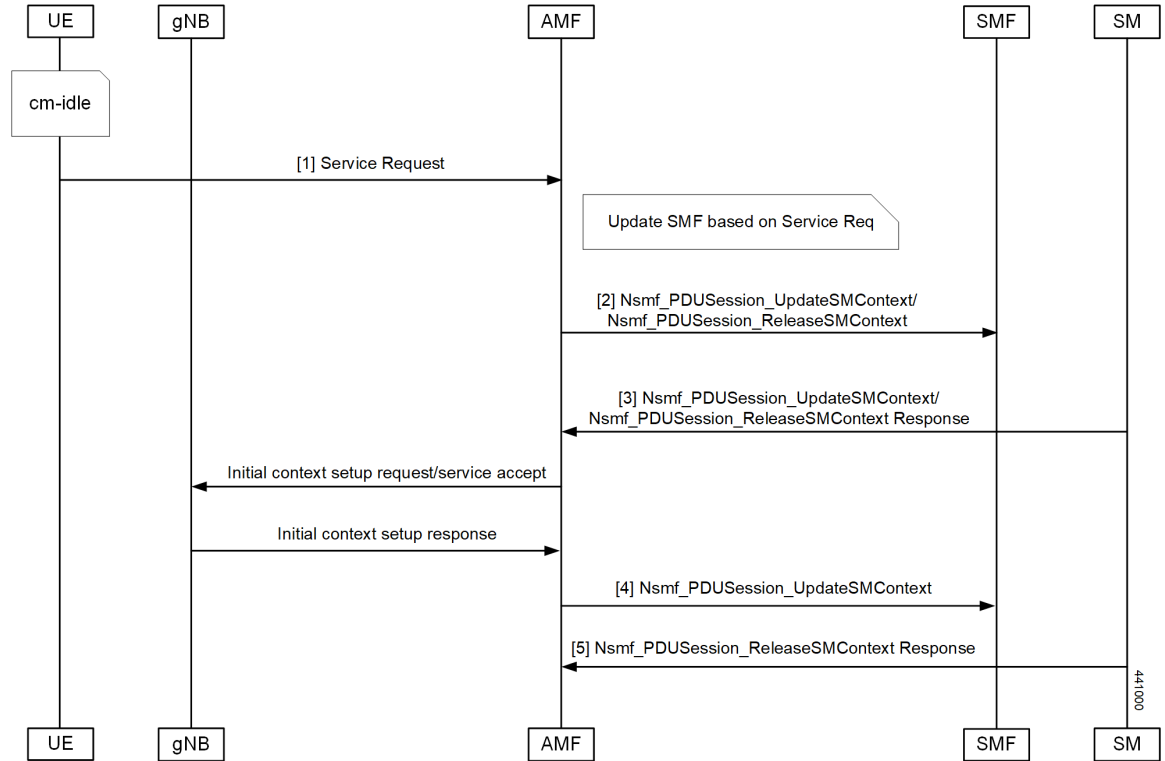 UE
gNB
AMF
SMF
SM
cm-idle
[1] Service Request
Update SMF based on Service Req
[2] Nsmf_PDUSession_UpdateSMContext/
Nsmf_PDUSession_ReleaseSMContext
[3] Nsmf_PDUSession_UpdateSMContext/
Nsmf_PDUSession_ReleaseSMContext Response
Initial context setup request/service accept
Initial context setup response
[4] Nsmf_PDUSession_UpdateSMContext
[5] Nsmf_PDUSession_ReleaseSMContext Response
441000
UE
gNB
AMF
SMF
SM